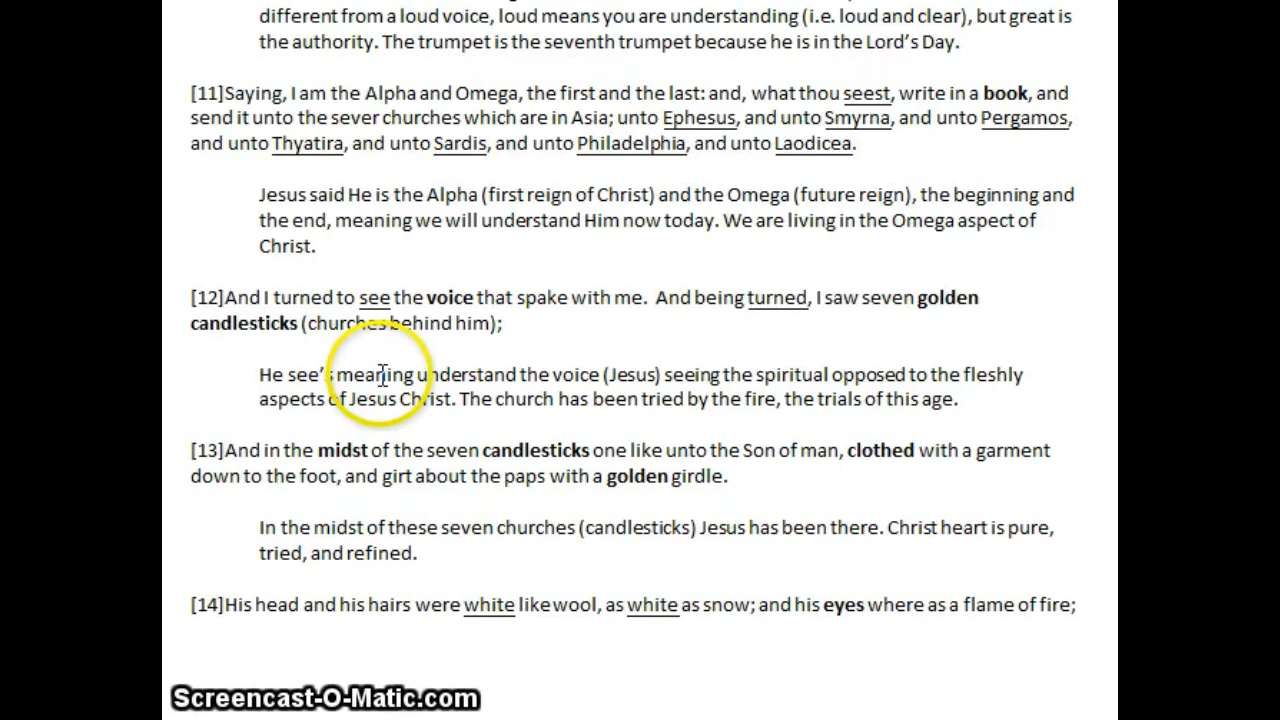 different from a loud voice, loud means you are understanding (i.e. loud and clear), but great is
the authority. The trumpet is the seventh trumpet because he is in the Lord's Day.
[11]Saying, I am the Alpha and Omega, the first and the last: and, what thou seest, write in a book, and
send it unto the sever churches which are in Asia; unto Ephesus, and unto Smyrna, and unto Pergamos,
and unto Thyatira, and unto Sardis, and unto Philadelphia, and unto Laodicea.
Jesus said He is the Alpha (first reign of Christ) and the Omega (future reign), the beginning and
the end, meaning we will understand Him now today. We are living in the Omega aspect of
Christ.
[12]And I turned to see the voice that spake with me.  And being turned, I saw seven golden
candlesticks (churches behind him);
He see's meaning understand the voice (Jesus) seeing the spiritual opposed to the fleshly
aspects of Jesus Christ. The church has been tried by the fire, the trials of this age.
[13]And in the midst of the seven candlesticks one like unto the Son of man, clothed with a garment
down to the foot, and girt about the paps with a golden girdle.
In the midst of these seven churches (candlesticks) Jesus has been there. Christ heart is pure,
tried, and refined.
[14]His head and his hairs were white like wool, as white as snow; and his eyes where as a flame of fire;
Screencast-O-Matic.com